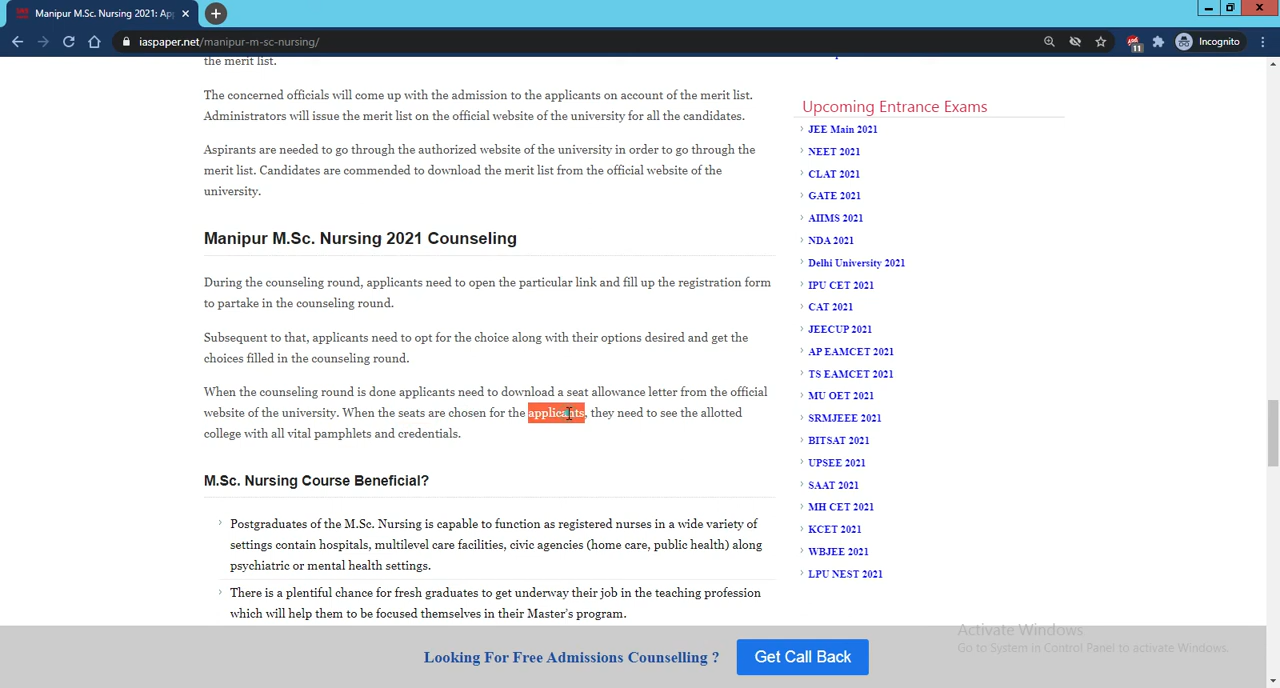 Manipur M.Sc. Nursing 2021: Ap
iaspaper.net/manipur-m-sc-nursing/
11
Incognito
the merit list.
The concerned officials will come up with the admission to the applicants on account of the merit list.
Administrators will issue the merit list on the official website of the university for all the candidates.
Aspirants are needed to go through the authorized website of the university in order to go through the
merit list. Candidates are commended to download the merit list from the official website of the
university.
Manipur M.Sc. Nursing 2021 Counseling
During the counseling round, applicants need to open the particular link and fill up the registration form
to partake in the counseling round.
Subsequent to that, applicants need to opt for the choice along with their options desired and get the
choices filled in the counseling round.
When the counseling round is done applicants need to download a seat allowance letter from the official
website of the university. When the seats are chosen for the applicants, they need to see the allotted
college with all vital pamphlets and credentials.
M.Sc. Nursing Course Beneficial?
Postgraduates of the M.Sc. Nursing is capable to function as registered nurses in a wide variety of
settings contain hospitals, multilevel care facilities, civic agencies (home care, public health) along
psychiatric or mental health settings.
There is a plentiful chance for fresh graduates to get underway their job in the teaching profession
which will help them to be focused themselves in their Master's program.
Upcoming Entrance Exams
JEE Main 2021
NEET 2021
CLAT 2021
GATE 2021
AIIMS 2021
NDA 2021
Delhi University 2021
IPU CET 2021
CAT 2021
JEECUP 2021
AP EAMCET 2021
TS EAMCET 2021
MU OET 2021
SRMJEEE 2021
BITSAT 2021
UPSEE 2021
SAAT 2021
MH CET 2021
KCET 2021
WBJEE 2021
LPU NEST 2021
Activate Windows
Go to System in Control Panel to activate Windows.
Looking For Free Admissions Counselling ?
Get Call Back